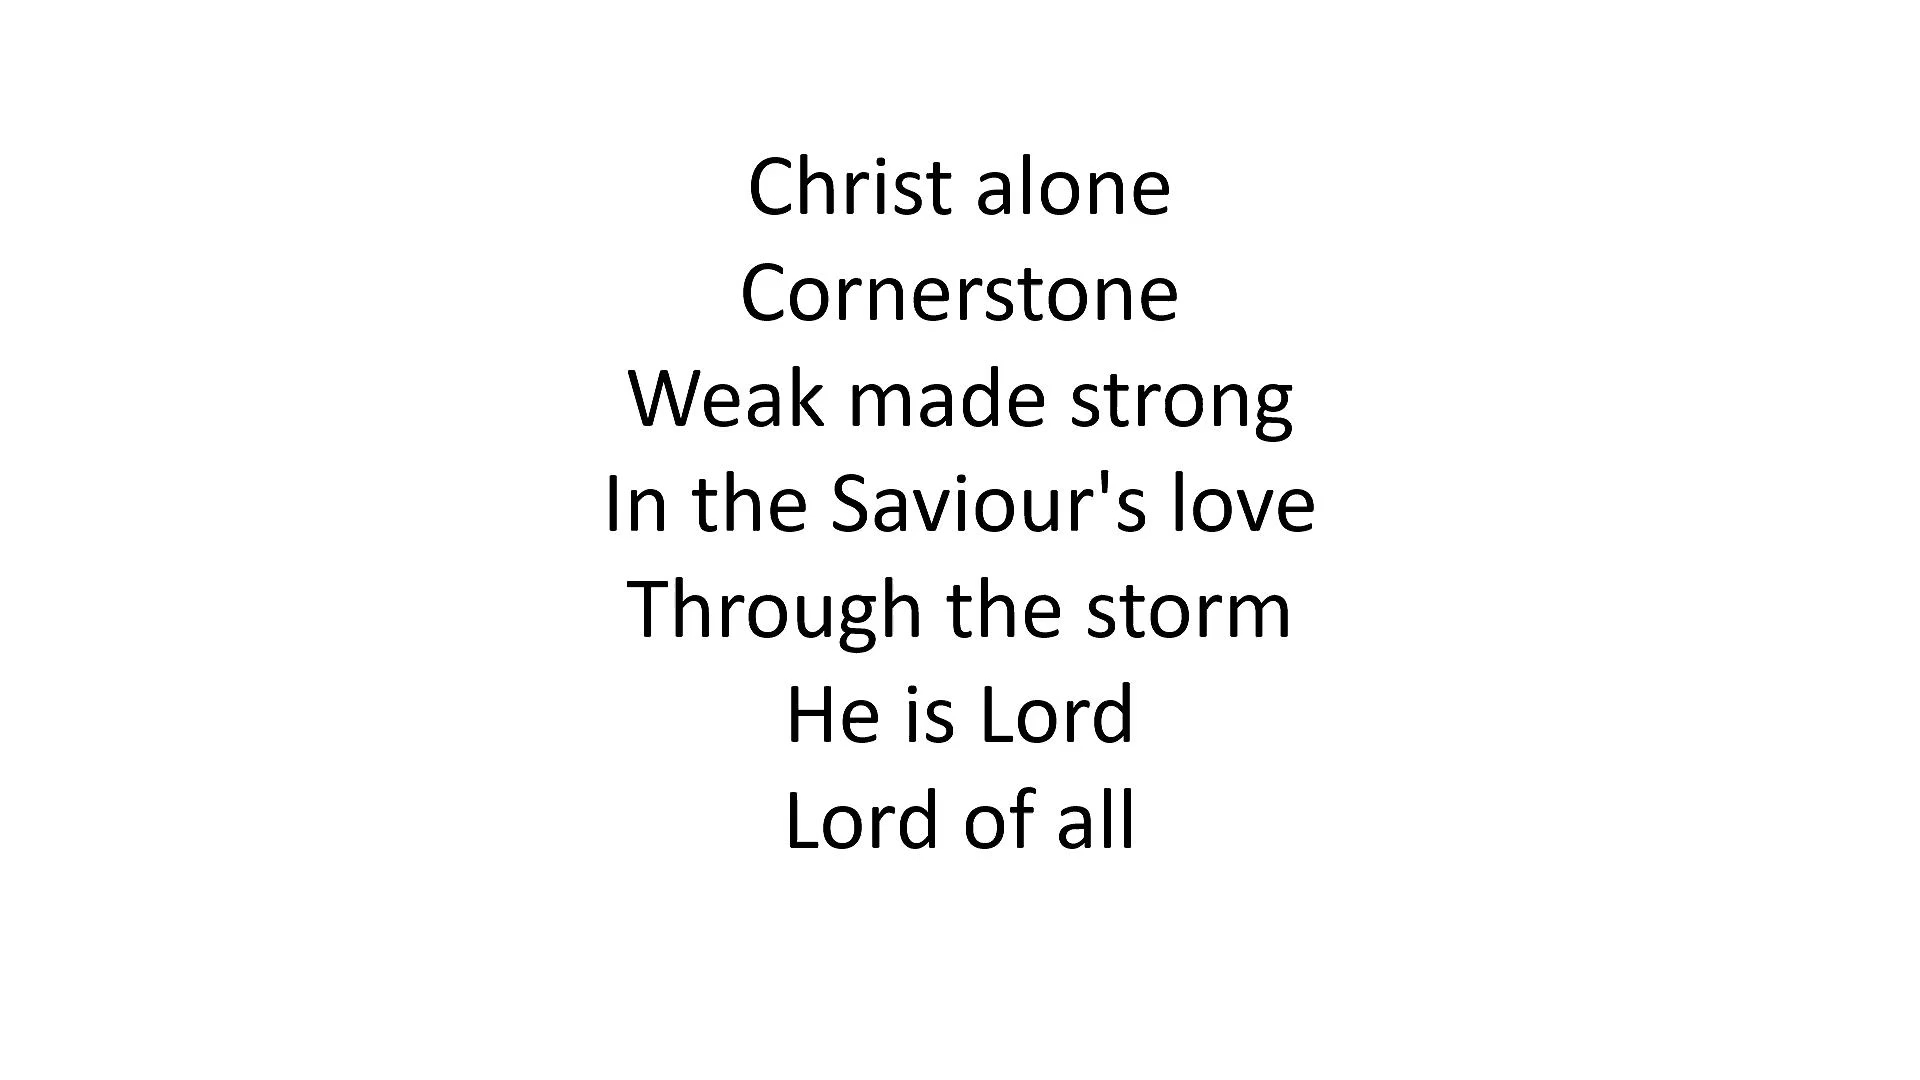 Christ alone
Cornerstone
Weak made strong
In the Saviour's love
Through the storm
He is Lord
Lord of all